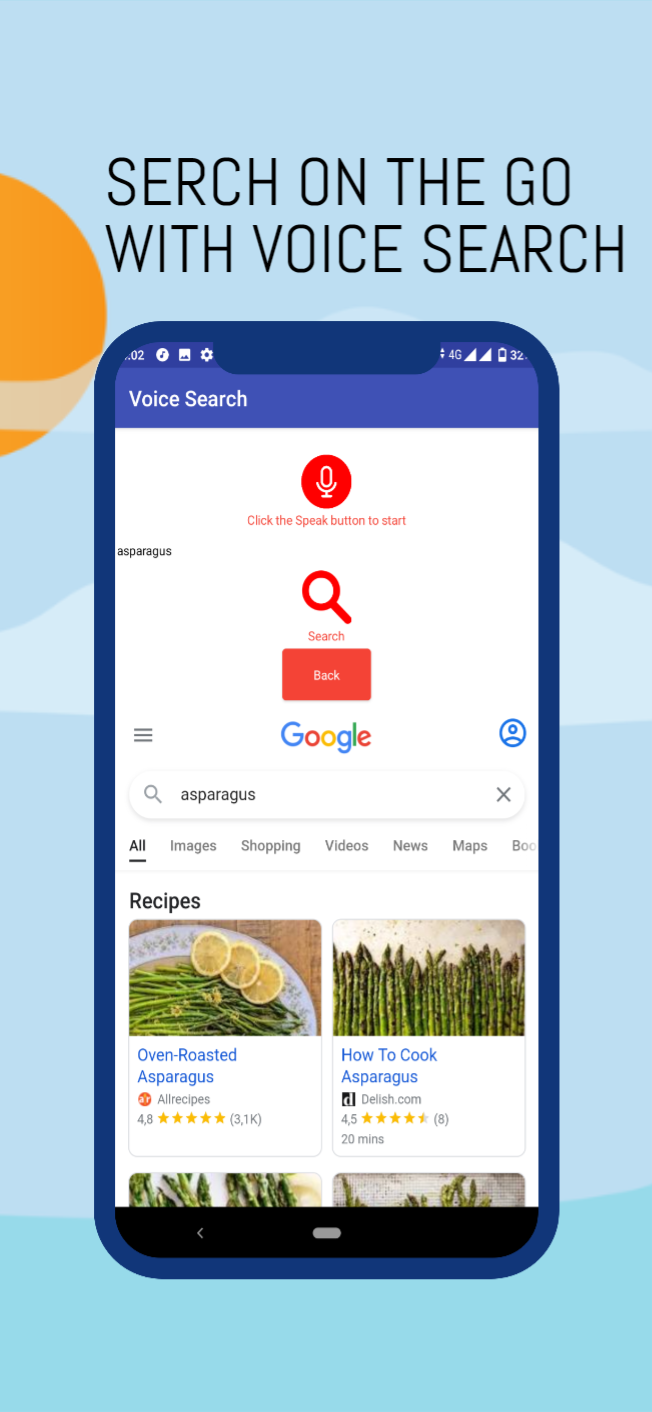 SERCH ON THE GO
WITH VOICE SEARCH
:02 4G 32
Voice Search
Click the Speak button to start
asparagus
Search
Back
Google
asparagus
All Images Shopping Videos News Maps Boo
Recipes
Oven-Roasted
Asparagus
Allrecipes
4,8 (3,1K)
How To Cook
Asparagus
d Delish.com
4,5 (8)
20 mins